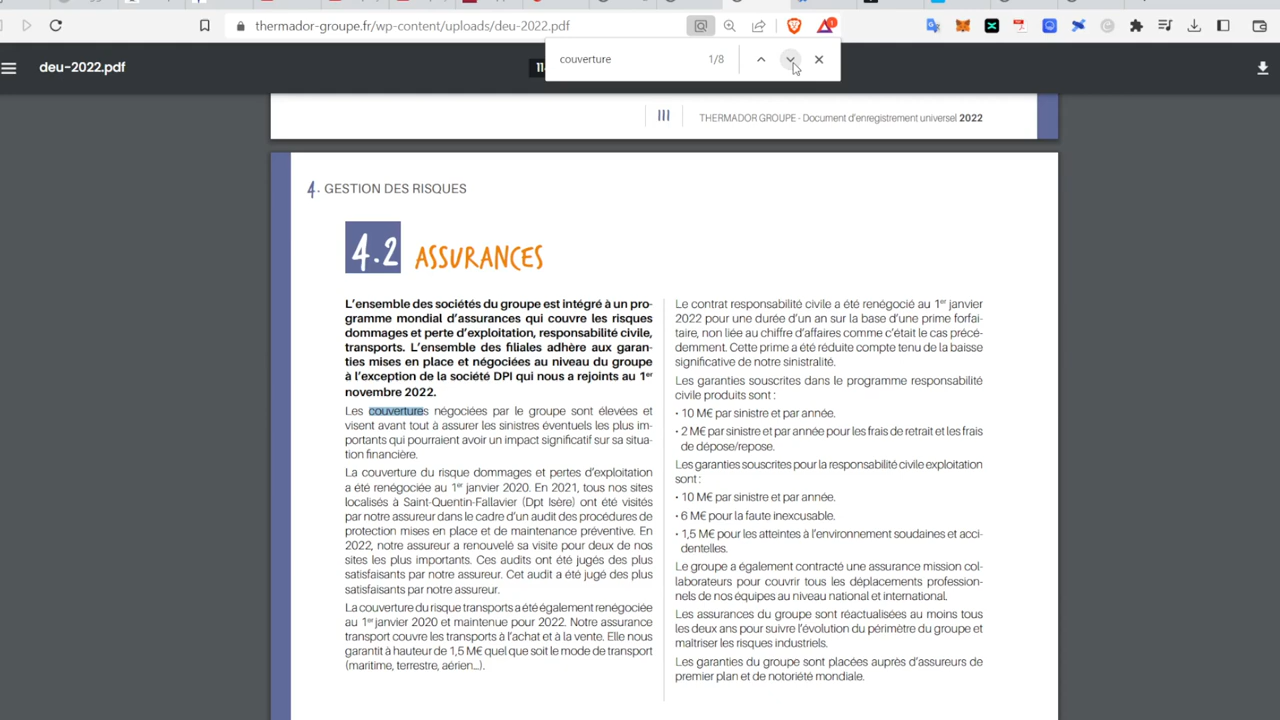 thermador-groupe.fr/wp-content/uploads/deu-2022.pdf
couverture 1/8
deu-2022.pdf
III THERMADOR GROUPE - Document d'enregistrement universel 2022
4. GESTION DES RISQUES
4.2 ASSURANCES
L'ensemble des sociétés du groupe est intégré à un pro-
gramme mondial d'assurances qui couvre les risques
dommages et perte d'exploitation, responsabilité civile,
transports. L'ensemble des filiales adhère aux garan-
ties mises en place et négociées au niveau du groupe
à l'exception de la société DPI qui nous a rejoints au 1er
novembre 2022.
Les couvertures négociées par le groupe sont élevées et
visent avant tout à assurer les sinistres éventuels les plus im-
portants qui pourraient avoir un impact significatif sur sa situa-
tion financière.
La couverture du risque dommages et pertes d'exploitation
a été renégociée au 1er janvier 2020. En 2021, tous nos sites
localisés à Saint-Quentin-Fallavier (Dpt Isère) ont été visités
par notre assureur dans le cadre d'un audit des procédures de
protection mises en place et de maintenance préventive. En
2022, notre assureur a renouvelé sa visite pour deux de nos
sites les plus importants. Ces audits ont été jugés des plus
satisfaisants par notre assureur. Cet audit a été jugé des plus
satisfaisants par notre assureur.
La couverture du risque transports a été également renégociée
au 1er janvier 2020 et maintenue pour 2022. Notre assurance
transport couvre les transports à l'achat et à la vente. Elle nous
garantit à hauteur de 1,5 M€ quel que soit le mode de transport
(maritime, terrestre, aérien...).
Le contrat responsabilité civile a été renégocié au 1er janvier
2022 pour une durée d'un an sur la base d'une prime forfai-
taire, non liée au chiffre d'affaires comme c'était le cas précé-
demment. Cette prime a été réduite compte tenu de la baisse
significative de notre sinistralité.
Les garanties souscrites dans le programme responsabilité
civile produits sont :
• 10 M€ par sinistre et par année.
• 2 M€ par sinistre et par année pour les frais de retrait et les frais
de dépose/repose.
Les garanties souscrites pour la responsabilité civile exploitation
sont :
• 10 M€ par sinistre et par année.
• 6 M€ pour la faute inexcusable.
• 1,5 M€ pour les atteintes à l'environnement soudaines et acci-
dentelles.
Le groupe a également contracté une assurance mission col-
laborateurs pour couvrir tous les déplacements profession-
nels de nos équipes au niveau national et international.
Les assurances du groupe sont réactualisées au moins tous
les deux ans pour suivre l'évolution du périmètre du groupe et
maîtriser les risques industriels.
Les garanties du groupe sont placées auprès d'assureurs de
premier plan et de notoriété mondiale.